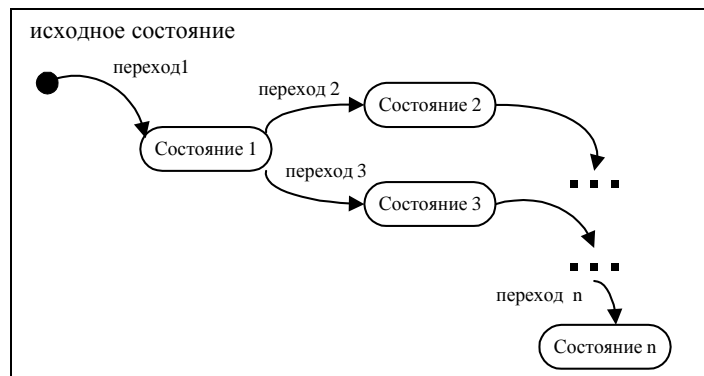 исходное состояние
переход1
переход 2
Состояние 2
Состояние 1
переход 3
Состояние 3
переход n
Состояние n